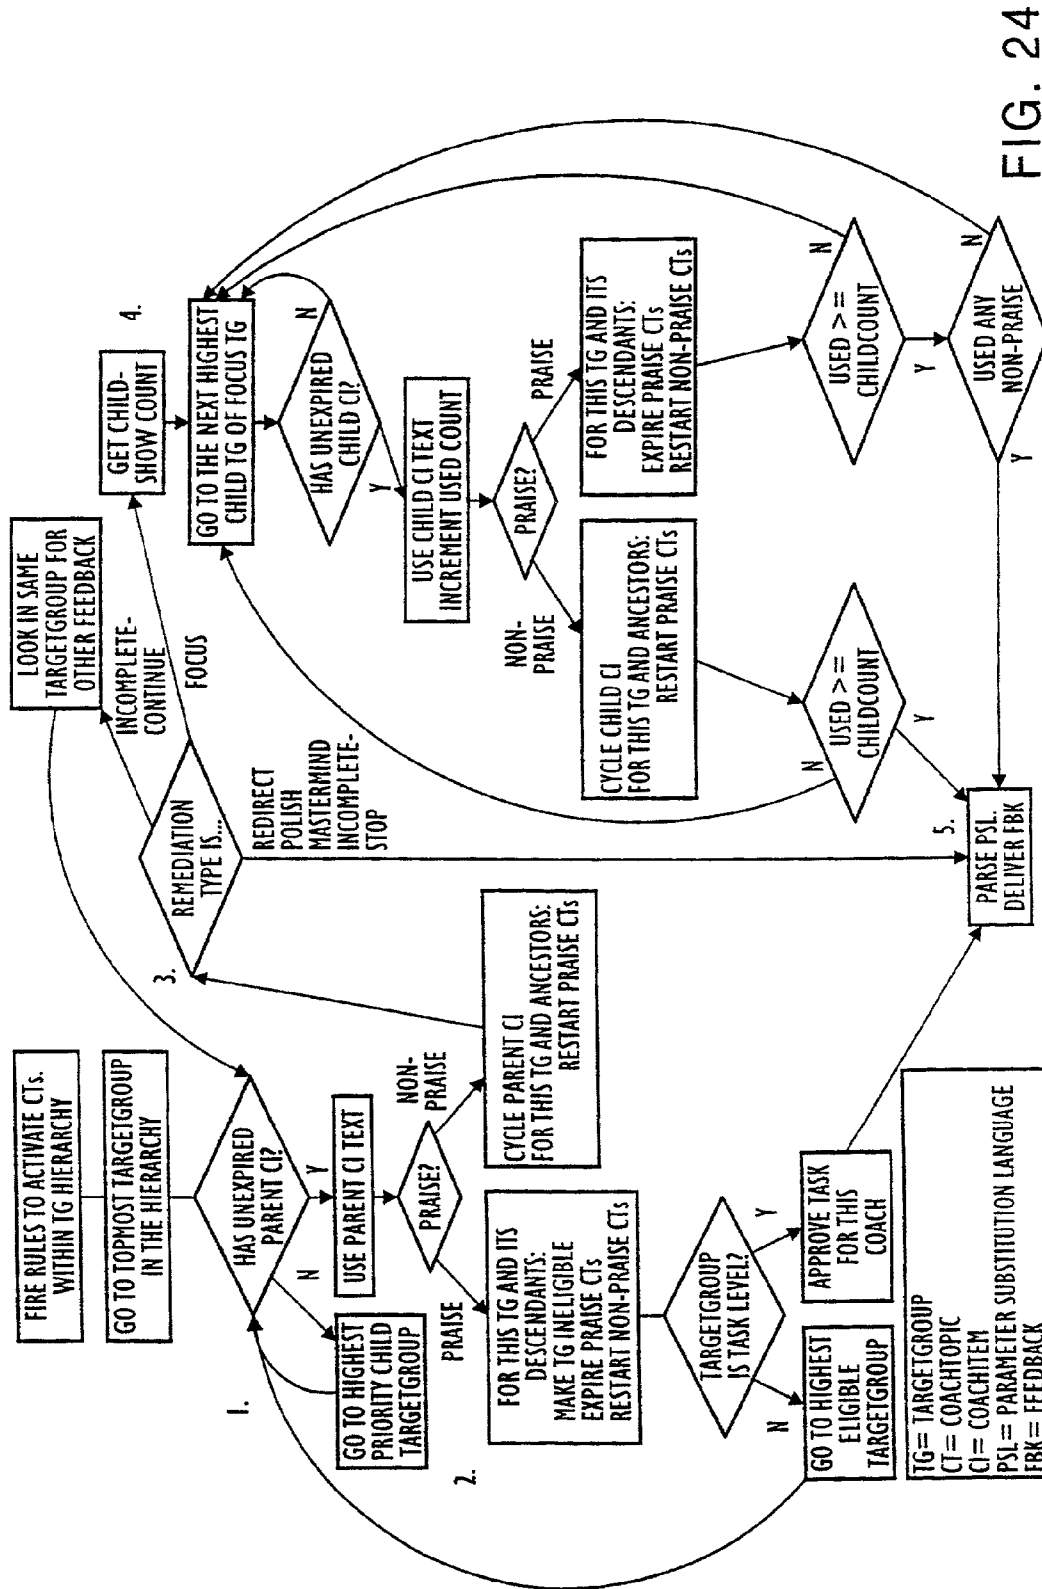 FIRE RULES TO ACTIVATE CTs.
WITHIN TG HIERARCHY
GO TO TOPMOST TARGETGROUP
IN THE HIERARCHY
1.
HAS UNEXPIRED
PARENT CI?
N
Y
GO TO HIGHEST
PRIORITY CHILD
TARGETGROUP
USE PARENT CI TEXT
PRAISE?
PRAISE
NON-
PRAISE
2.
FOR THIS TG AND ITS
DESCENDANTS:
MAKE TG INELIGIBLE
EXPIRE PRAISE CTs
RESTART NON-PRAISE CTs
CYCLE PARENT CI
FOR THIS TG AND ANCESTORS:
RESTART PRAISE CTs
TARGETGROUP
IS TASK LEVEL?
N
Y
GO TO HIGHEST
ELIGIBLE
TARGETGROUP
APPROVE TASK
FOR THIS
COACH
TG= TARGETGROUP
CT= COACHTOPIC
CI= COACHITEM
PSL= PARAMETER SUBSTITUTION LANGUAGE
FBK= FEEDBACK
3.
REMEDIATION
TYPE IS...
LOOK IN SAME
TARGETGROUP FOR
OTHER FEEDBACK
INCOMPLETE-
CONTINUE
FOCUS
REDIRECT
POLISH
MASTERMIND
INCOMPLETE-
STOP
4.
GET CHILD-
SHOW COUNT
GO TO THE NEXT HIGHEST
CHILD TG OF FOCUS TG
HAS UNEXPIRED
CHILD CI?
N
Y
USE CHILD CI TEXT
INCREMENT USED COUNT
PRAISE?
NON-
PRAISE
PRAISE
CYCLE CHILD CI
FOR THIS TG AND ANCESTORS:
RESTART PRAISE CTs
FOR THIS TG AND ITS
DESCENDANTS:
EXPIRE PRAISE CTs
RESTART NON-PRAISE CTs
USED >=
CHILDCOUNT
N
Y
USED >=
CHILDCOUNT
N
Y
USED ANY
NON-PRAISE
N
Y
5.
PARSE PSL.
DELIVER FBK
FIG. 24